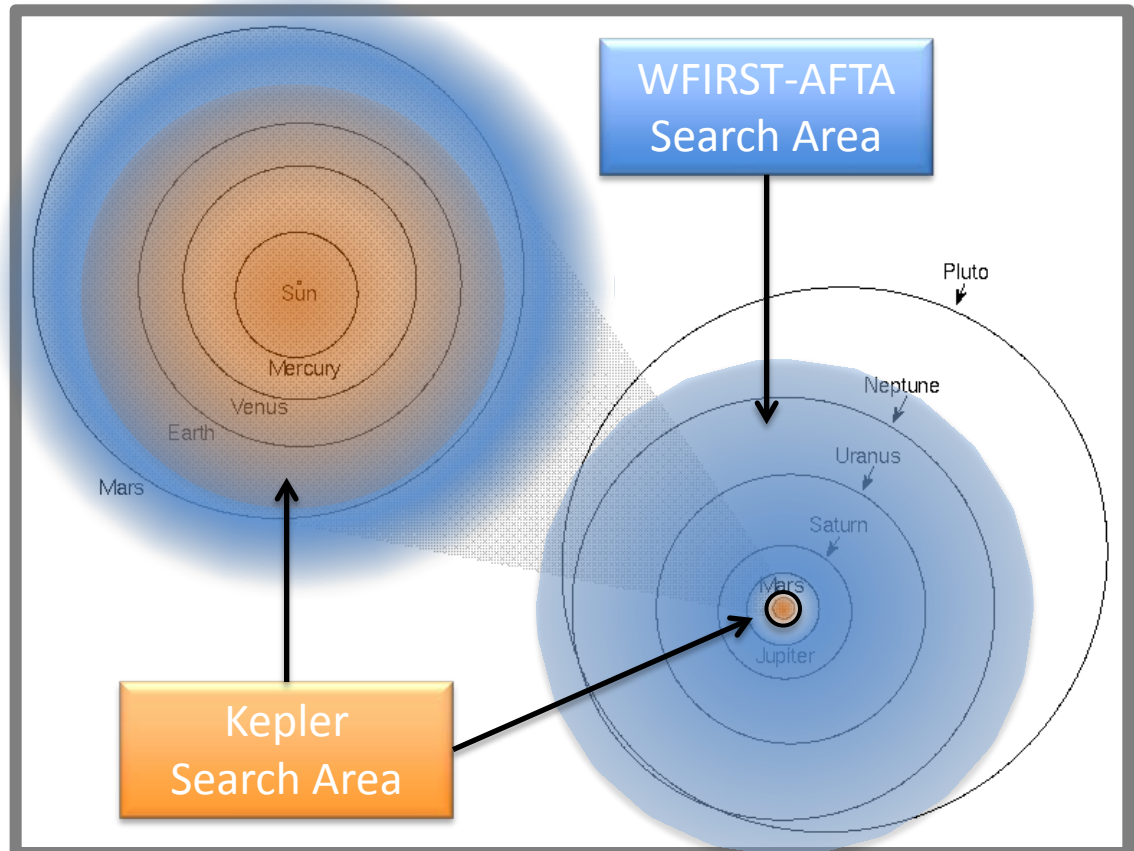 WFIRST-AFTA
Search Area
Sun
Mercury
Venus
Earth
Mars
Pluto
Neptune
Uranus
Saturn
Mars
Jupiter
Kepler
Search Area